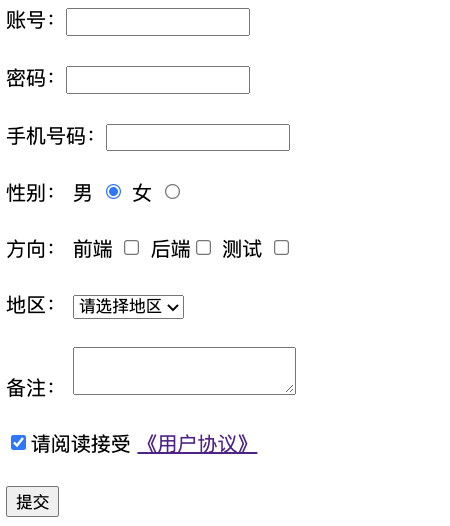 账号：
密码：
手机号码：
性别： 男 女
方向： 前端 后端 测试
地区： 请选择地区
备注：
请阅读接受 《用户协议》
提交